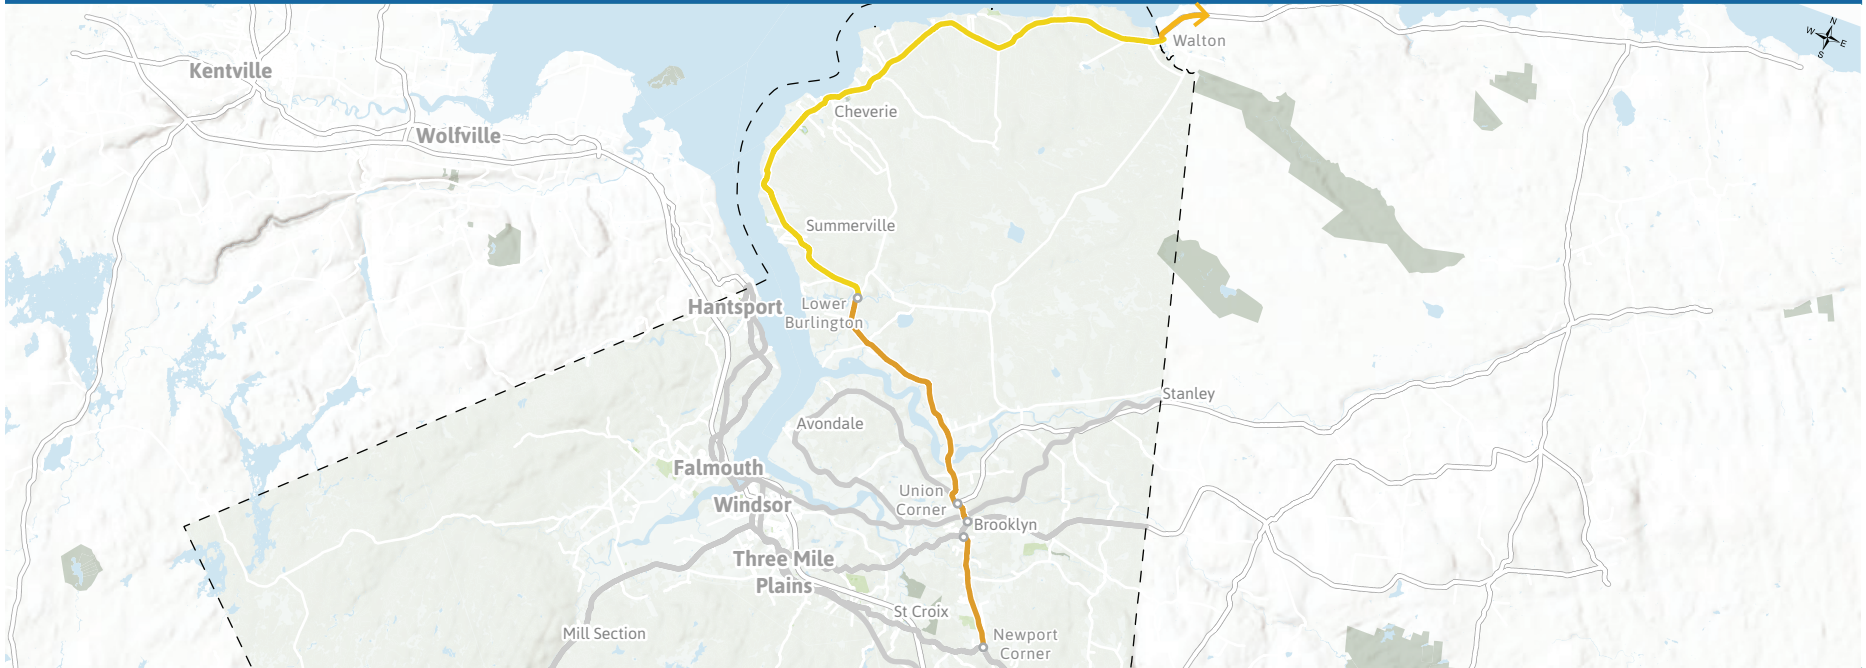 N
W
E
S
Walton
Kentville
Cheverie
Wolfville
Summerville
Hantsport
Lower
Burlington
Stanley
Avondale
Falmouth
Windsor
Union
Corner
Brooklyn
Three Mile
Plains
St Croix
Mill Section
Newport
Corner